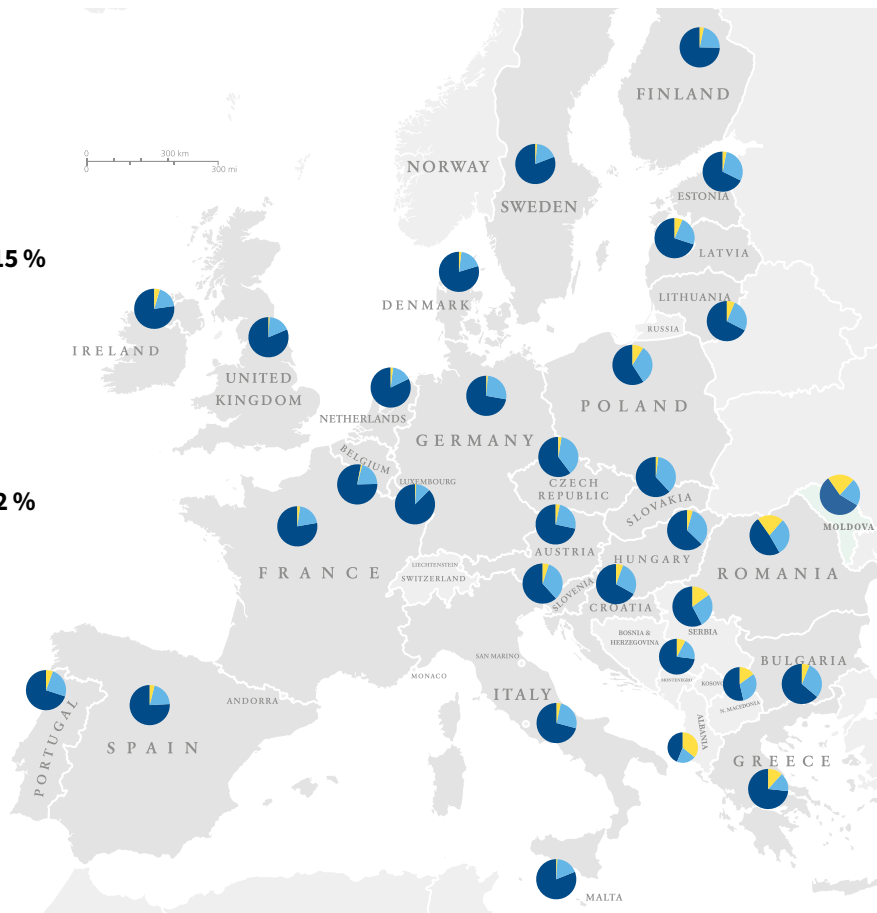 FINLAND
NORWAY
0 300 km
0 300 mi
SWEDEN
ESTONIA
15 %
LATVIA
DENMARK
LITHUANIA
RUSSIA
IRELAND
UNITED
KINGDOM
POLAND
NETHERLANDS
GERMANY
BELGIUM
LUXEMBOURG
CZECH
REPUBLIC
2 %
SLOVAKIA
MOLDOVA
AUSTRIA
HUNGARY
LIECHTENSTEIN
SWITZERLAND
FRANCE
ROMANIA
SLOVENIA
CROATIA
SERBIA
BOSNIA &
HERZEGOVINA
SAN MARINO
BULGARIA
MONACO
MONTENEGRO
KOSOVO
ITALY
ANDORRA
N. MACEDONIA
PORTUGAL
SPAIN
ALBANIA
GREECE
MALTA